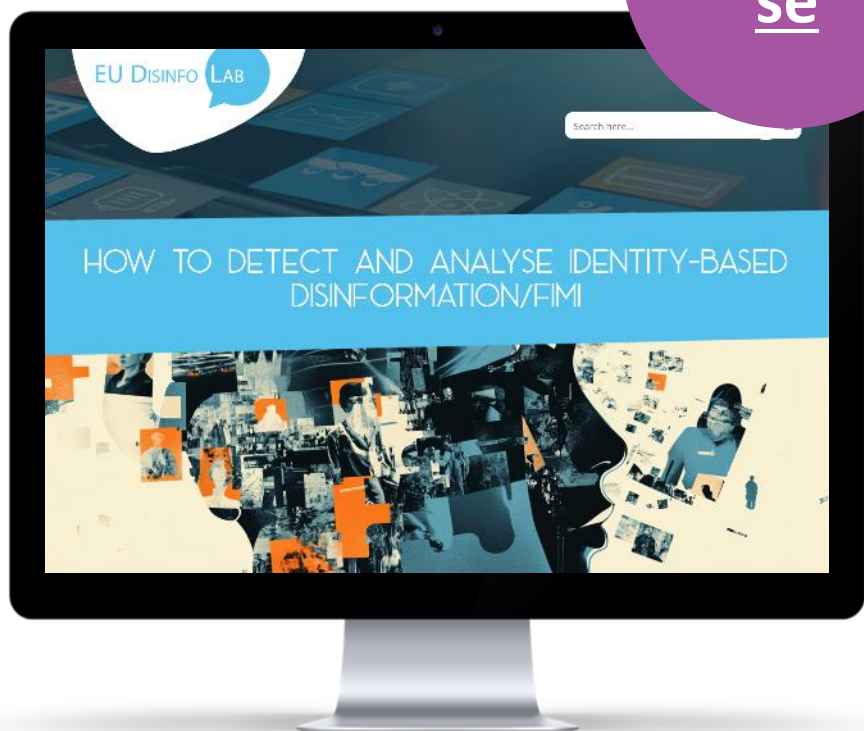 se
EU DISINFO LAB
Search here...
HOW TO DETECT AND ANALYSE IDENTITY-BASED
DISINFORMATION/FIMI